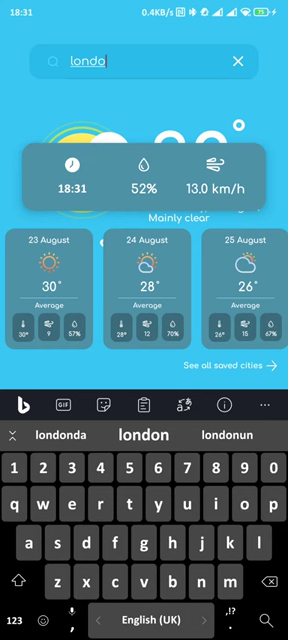 18:31 0.4KB/s 75
londo
18:31 52% 13.0 km/h
Mainly clear
23 August 24 August 25 August
30° 28° 26°
Average Average Average
30° 9 57% 28° 12 70% 26° 15 67%
See all saved cities
GIF
londonda london londonun
1 2 3 4 5 6 7 8 9 0
q w e r t y u i o p
a s d f g h j k l
z x c v b n m
123 , English (UK) ,!? .